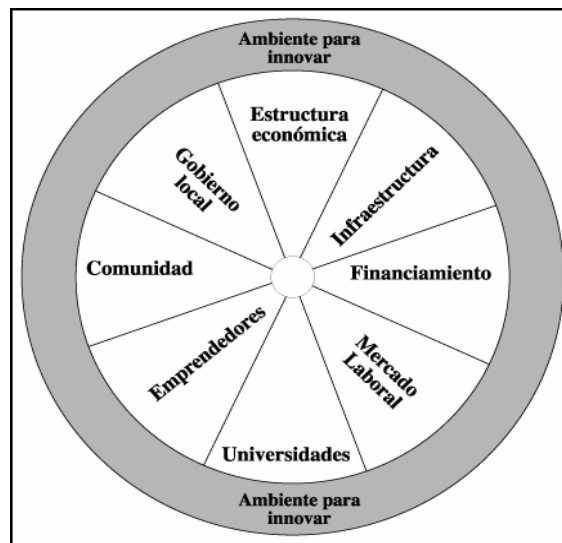 Ambiente para
innovar
Estructura
económica
Infraestructura
Financiamiento
Mercado
Laboral
Universidades
Emprendedores
Comunidad
Gobierno
local
Ambiente para
innovar